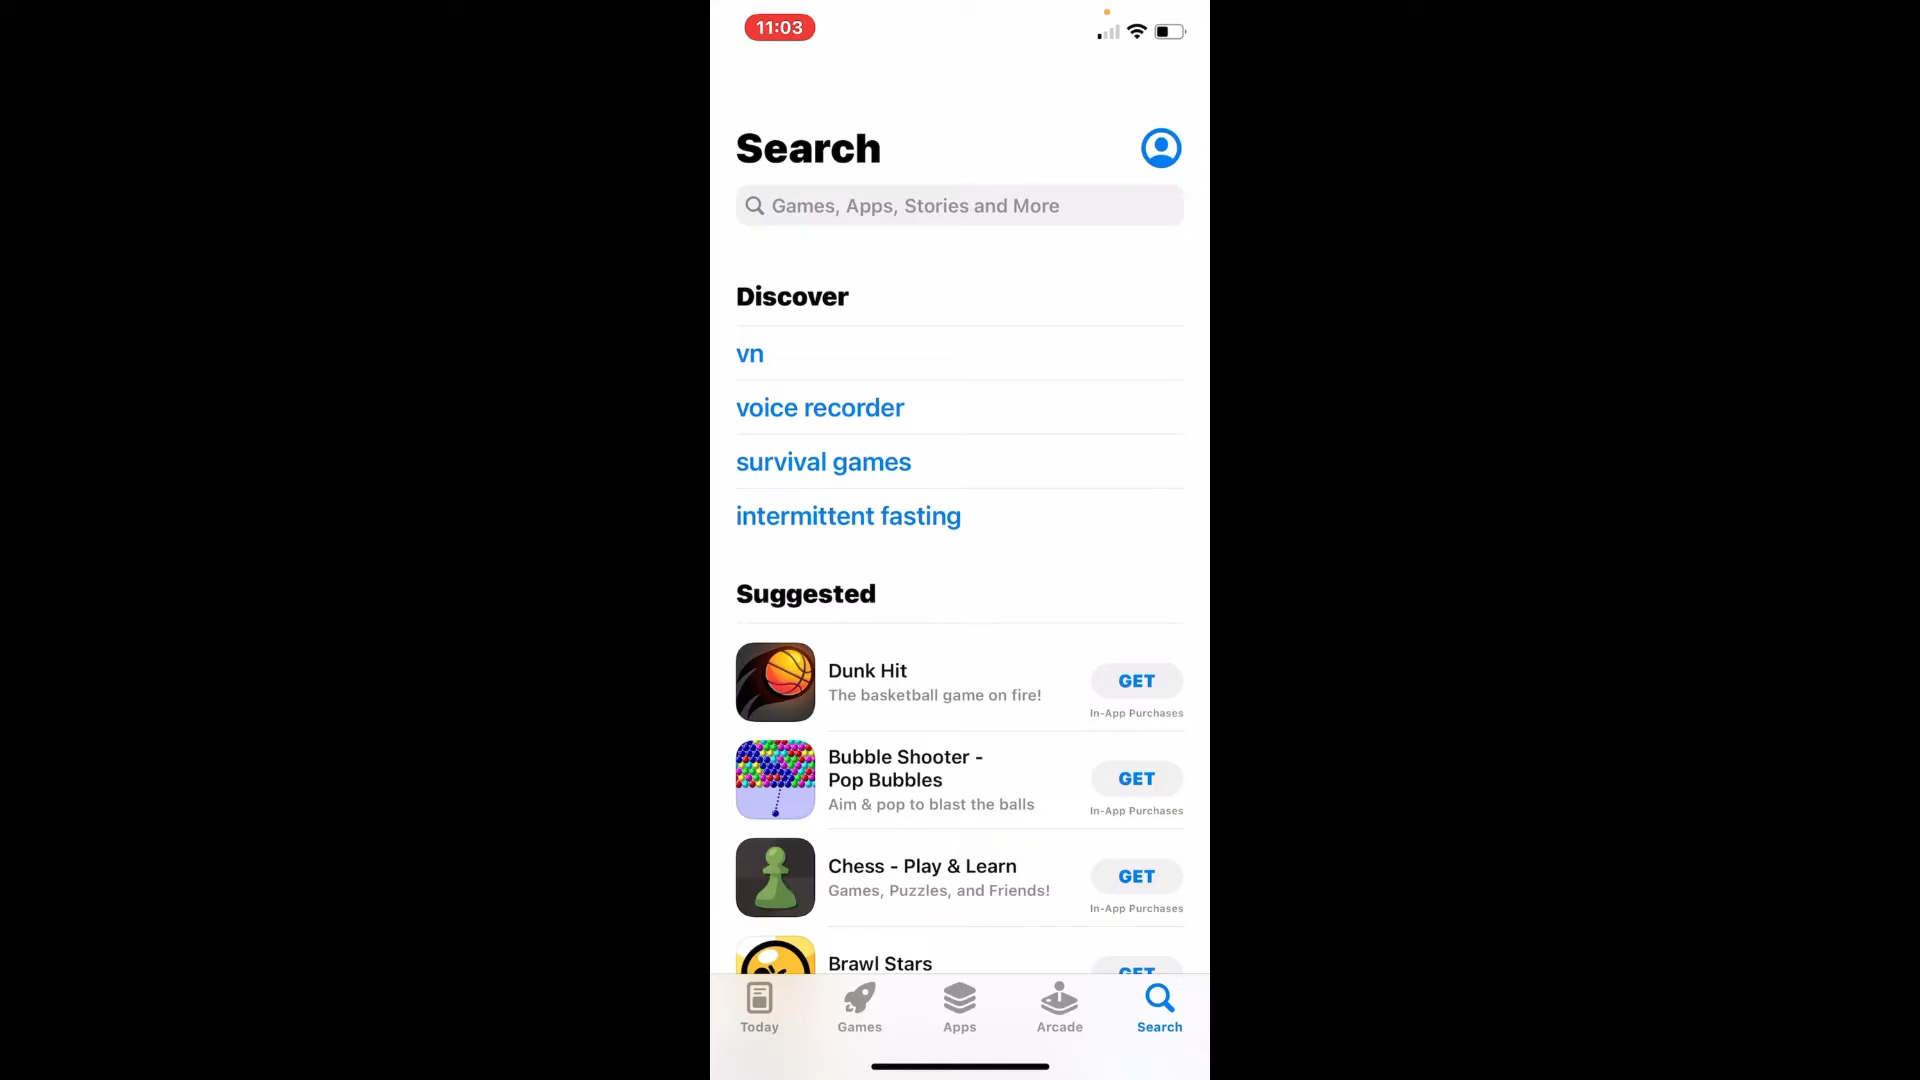 11:03
Search
Games, Apps, Stories and More
Discover
vn
voice recorder
survival games
intermittent fasting
Suggested
Dunk Hit
The basketball game on fire!
GET
In-App Purchases
Bubble Shooter -
Pop Bubbles
Aim & pop to blast the balls
GET
In-App Purchases
Chess - Play & Learn
Games, Puzzles, and Friends!
GET
In-App Purchases
Brawl Stars
GET
Today
Games
Apps
Arcade
Search